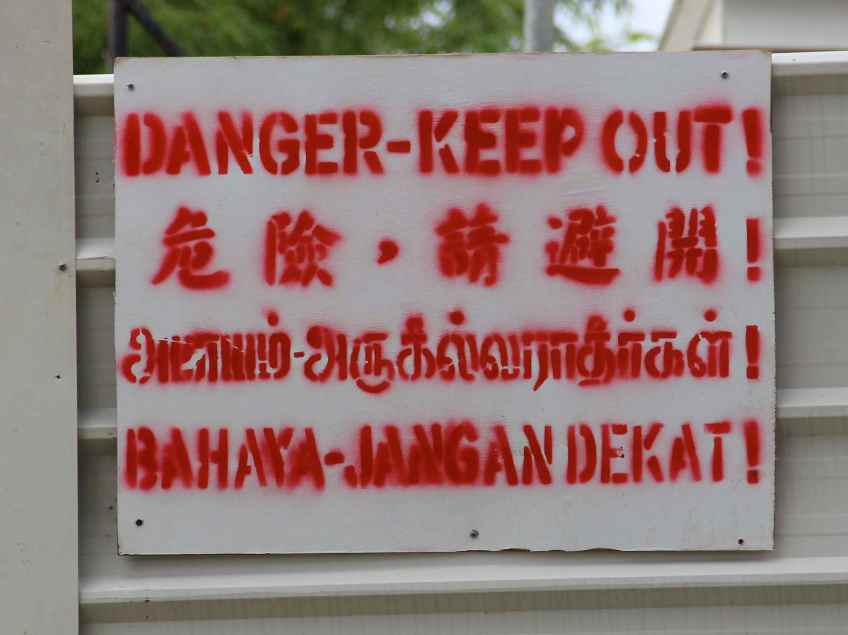 DANGER-KEEP OUT!
危險，請避開!
அபாயம்-அருகில்வராதீர்கள்!
BAHAYA-JANGAN DEKAT!